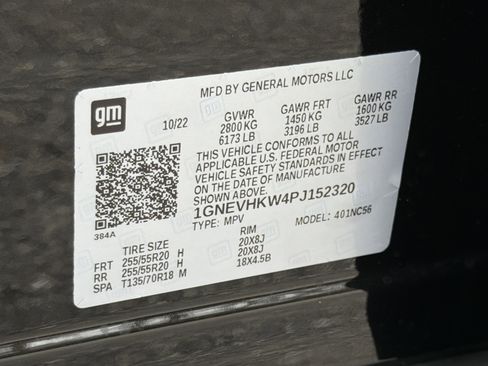 MFD BY GENERAL MOTORS LLC
gm
10/22
GVWR GAWR FRT GAWR RR
2800 KG 1450 KG 1600 KG
6173 LB 3196 LB 3527 LB
THIS VEHICLE CONFORMS TO ALL
APPLICABLE U.S. FEDERAL MOTOR
VEHICLE SAFETY STANDARDS IN EFFECT
ON THE DATE OF MANUFACTURE
SHOWN ABOVE.
1GNEVHKW4PJ152320
384A
TYPE: MPV MODEL: 401NC56
TIRE SIZE RIM
FRT 255/55R20 H 20X8J
RR 255/55R20 H 20X8J
SPA T135/70R18 M 18X4.5B